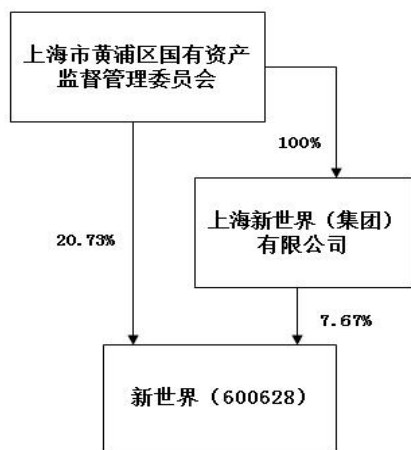 上海市黄浦区国有资产
监督管理委员会
100%
上海新世界（集团）
有限公司
20.73%
7.67%
新世界（600628）